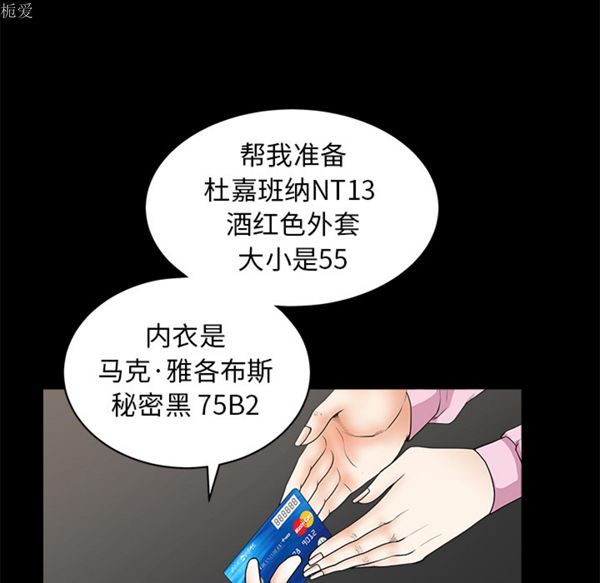 栀爱
帮我准备
杜嘉班纳NT13
酒红色外套
大小是55
内衣是
马克·雅各布斯
秘密黑 75B2